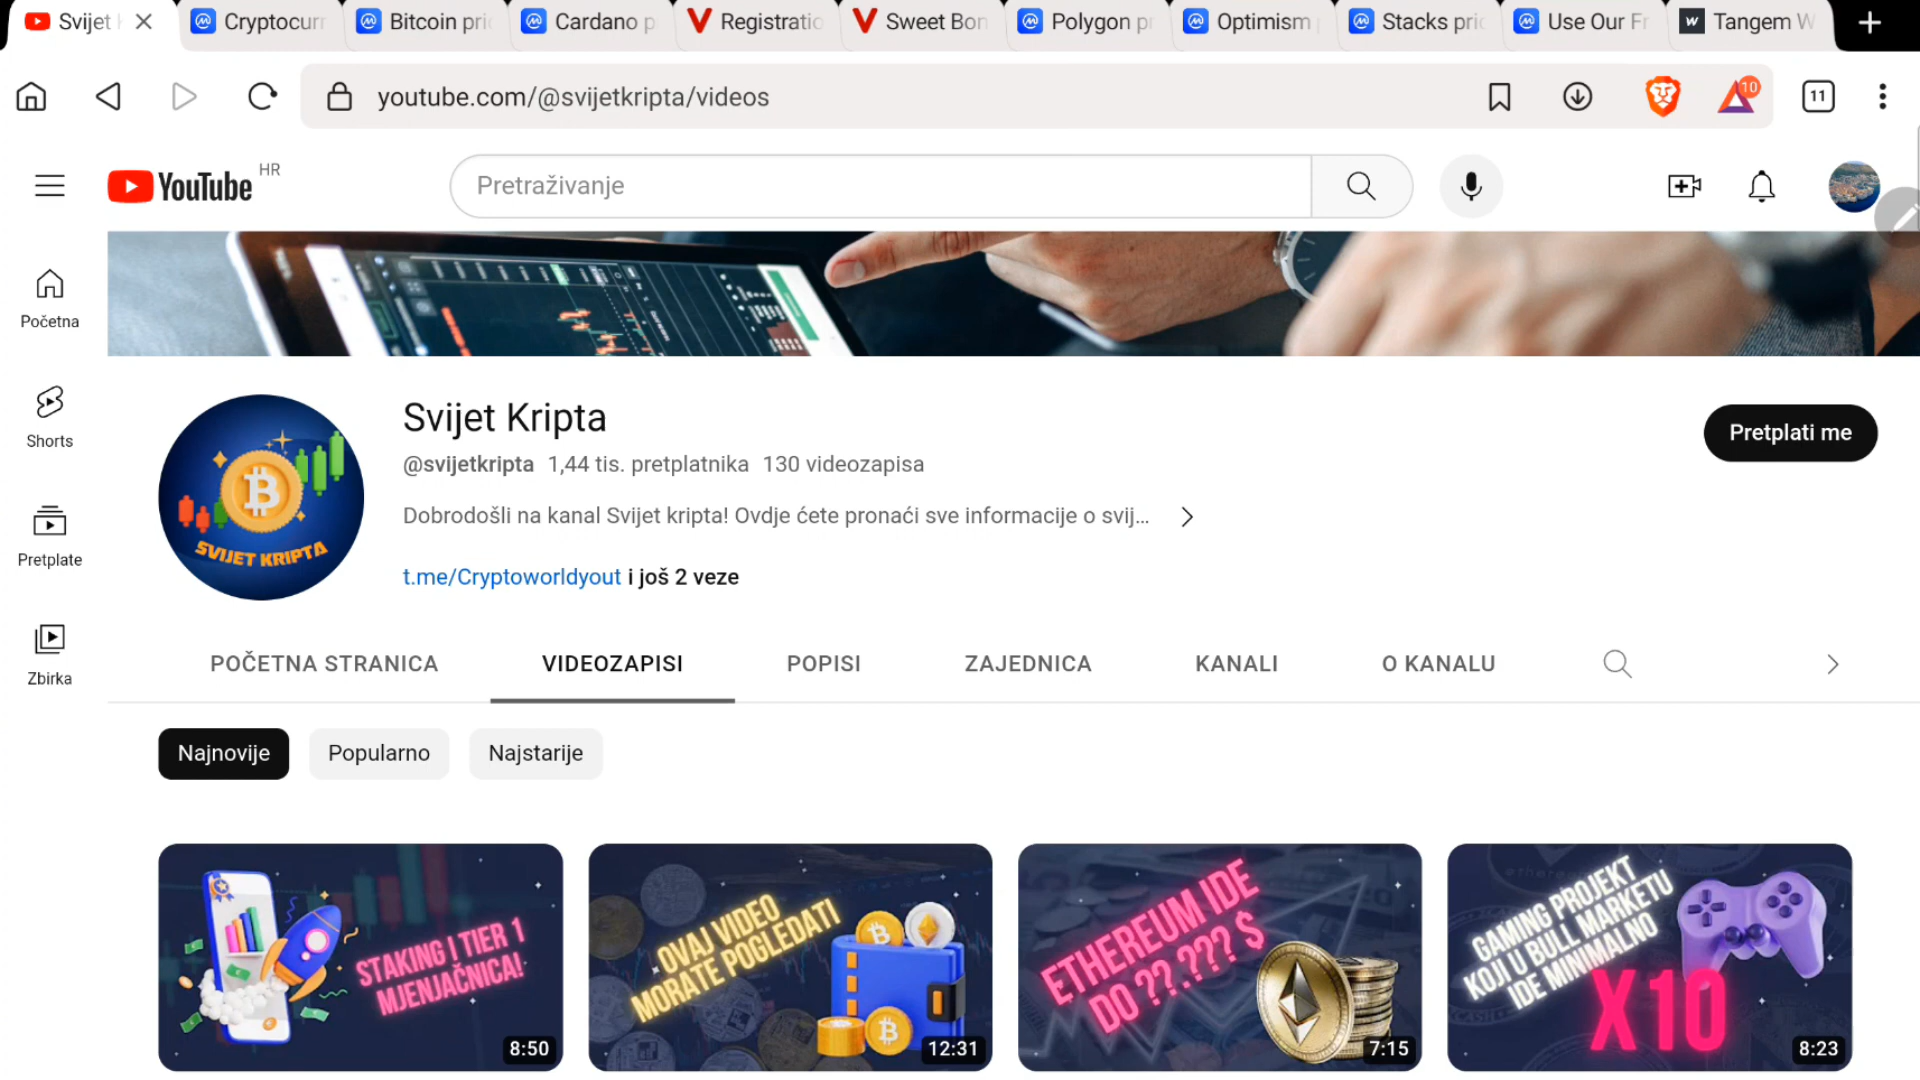 Svijet
Cryptocurr
Bitcoin pri
Cardano p
Registratio
Sweet Bon
Polygon pr
Optimism
Stacks pric
Use Our Fr
Tangem W
youtube.com/@svijetkripta/videos
10
11
YouTube HR
Pretraživanje
Početna
Shorts
Pretplate
Zbirka
SVIJET KRIPTA
Svijet Kripta
@svijetkripta 1,44 tis. pretplatnika 130 videozapisa
Dobrodošli na kanal Svijet kripta! Ovdje ćete pronaći sve informacije o svij...
t.me/Cryptoworldyout i još 2 veze
Pretplati me
POČETNA STRANICA
VIDEOZAPISI
POPISI
ZAJEDNICA
KANALI
O KANALU
Najnovije
Popularno
Najstarije
STAKING I TIER 1
MJENJAČNICA!
8:50
OVAJ VIDEO
MORATE POGLEDATI
12:31
ETHEREUM IDE
DO ??.??? $
7:15
GAMING PROJEKT
KOJI U BULL MARKETU
IDE MINIMALNO
X10
8:23